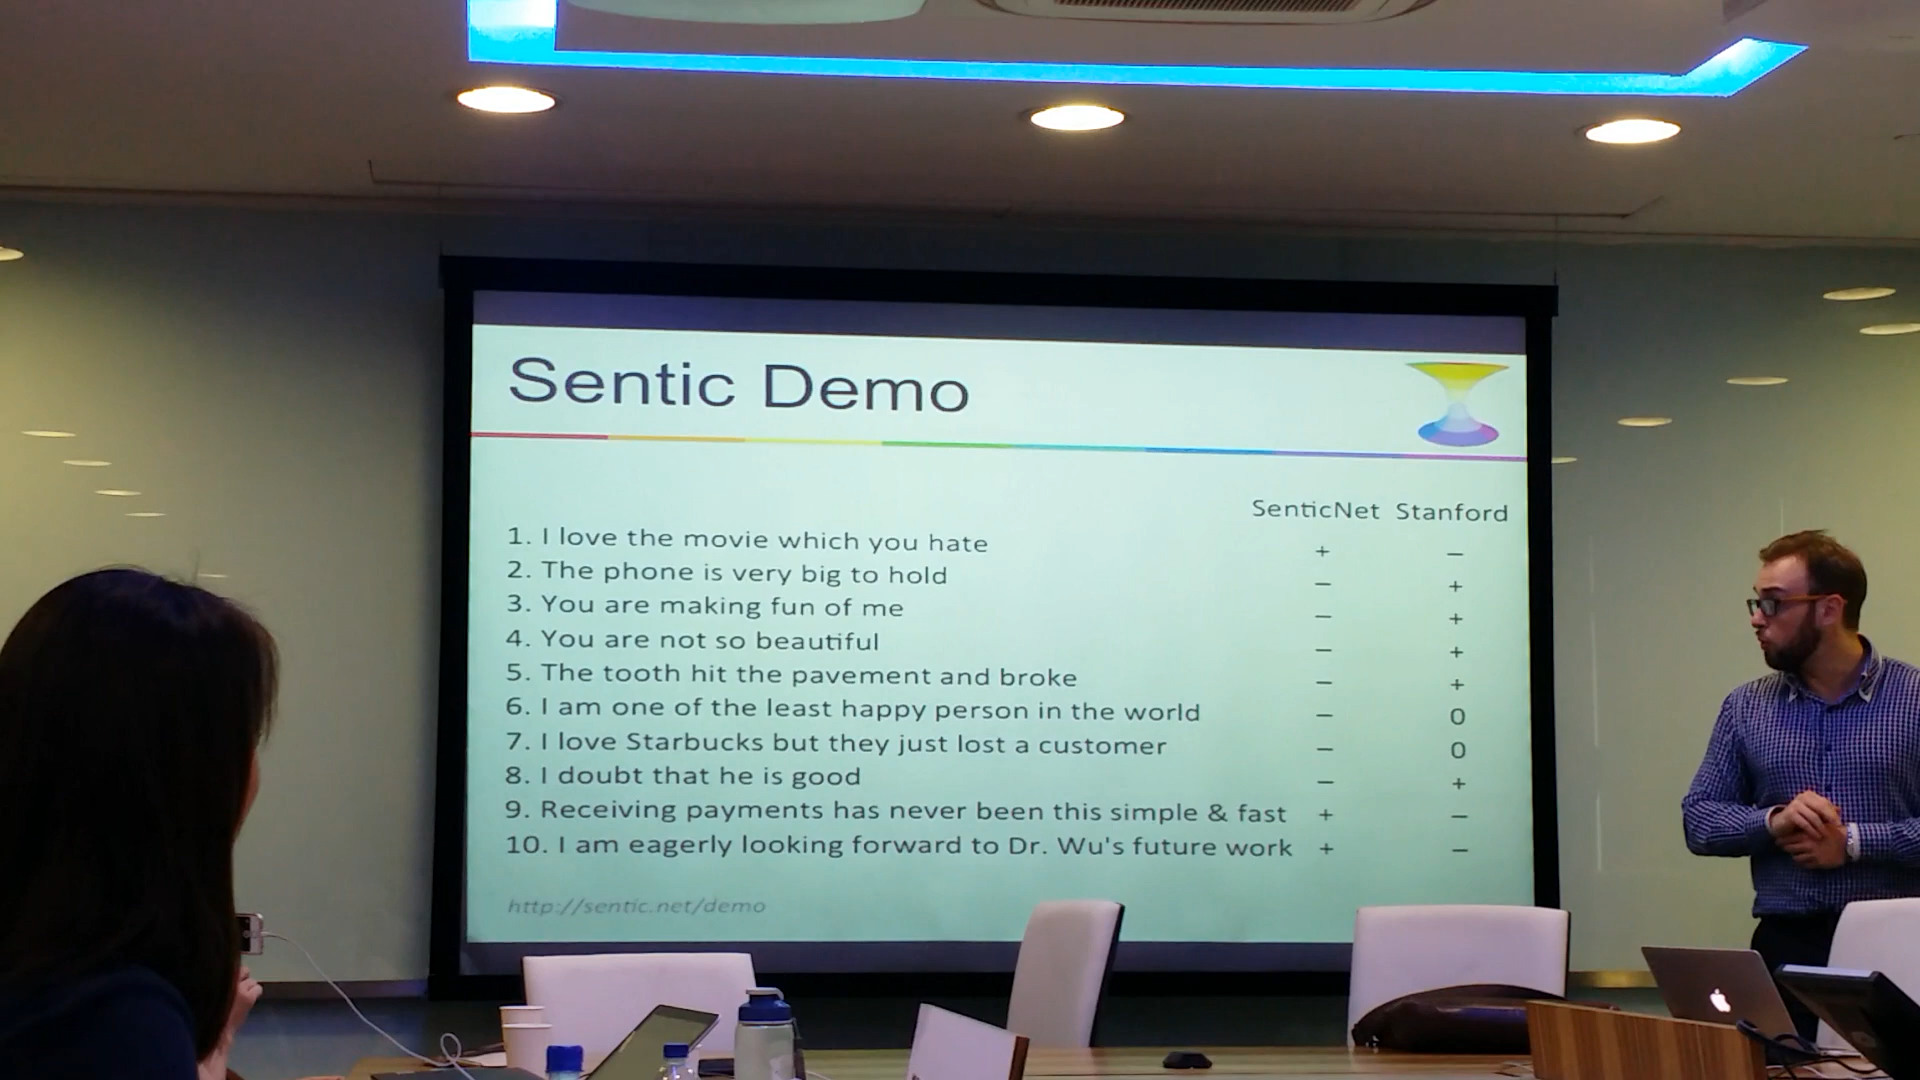 Sentic Demo
SenticNet Stanford
1. I love the movie which you hate + –
2. The phone is very big to hold – +
3. You are making fun of me – +
4. You are not so beautiful – +
5. The tooth hit the pavement and broke – +
6. I am one of the least happy person in the world – 0
7. I love Starbucks but they just lost a customer – 0
8. I doubt that he is good – +
9. Receiving payments has never been this simple & fast + –
10. I am eagerly looking forward to Dr. Wu's future work + –
http://sentic.net/demo